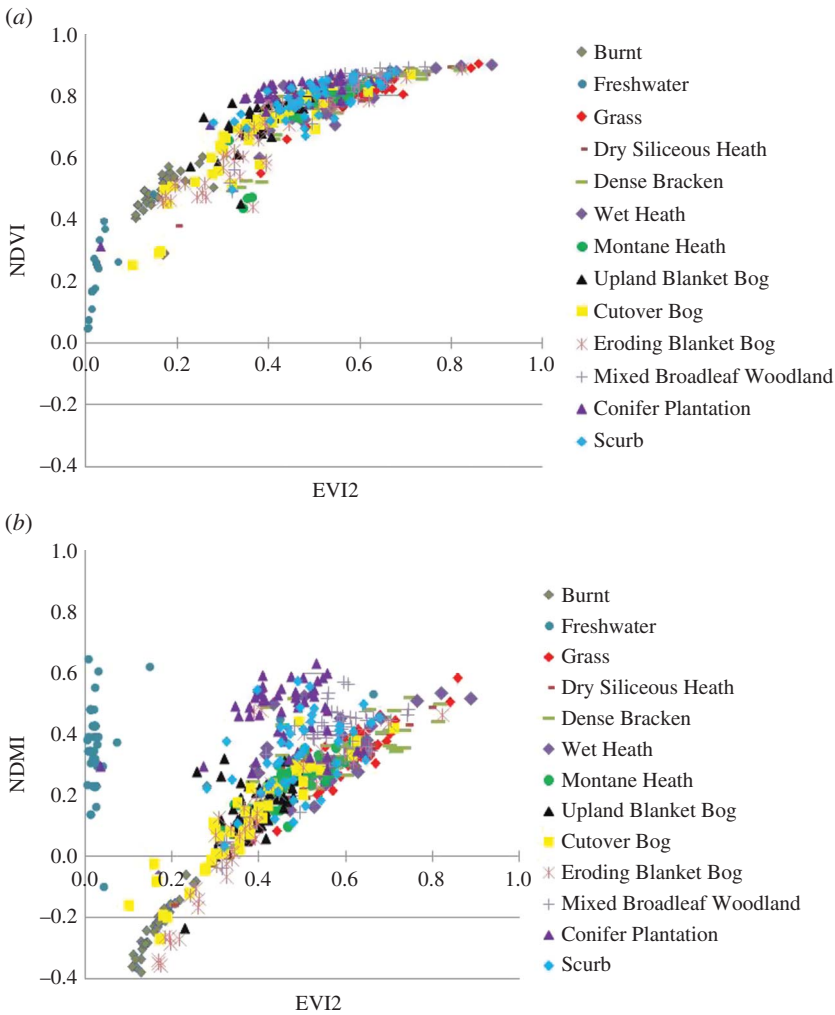 (a)
1.0
0.8
0.6
0.4
0.2
0.0
–0.2
–0.4
NDVI
0.0
0.2
0.4
0.6
0.8
1.0
EVI2
Burnt
Freshwater
Grass
Dry Siliceous Heath
Dense Bracken
Wet Heath
Montane Heath
Upland Blanket Bog
Cutover Bog
Eroding Blanket Bog
Mixed Broadleaf Woodland
Conifer Plantation
Scurb
(b)
1.0
0.8
0.6
0.4
0.2
0.0
–0.2
–0.4
NDMI
0.0
0.2
0.4
0.6
0.8
1.0
EVI2
Burnt
Freshwater
Grass
Dry Siliceous Heath
Dense Bracken
Wet Heath
Montane Heath
Upland Blanket Bog
Cutover Bog
Eroding Blanket Bog
Mixed Broadleaf Woodland
Conifer Plantation
Scurb